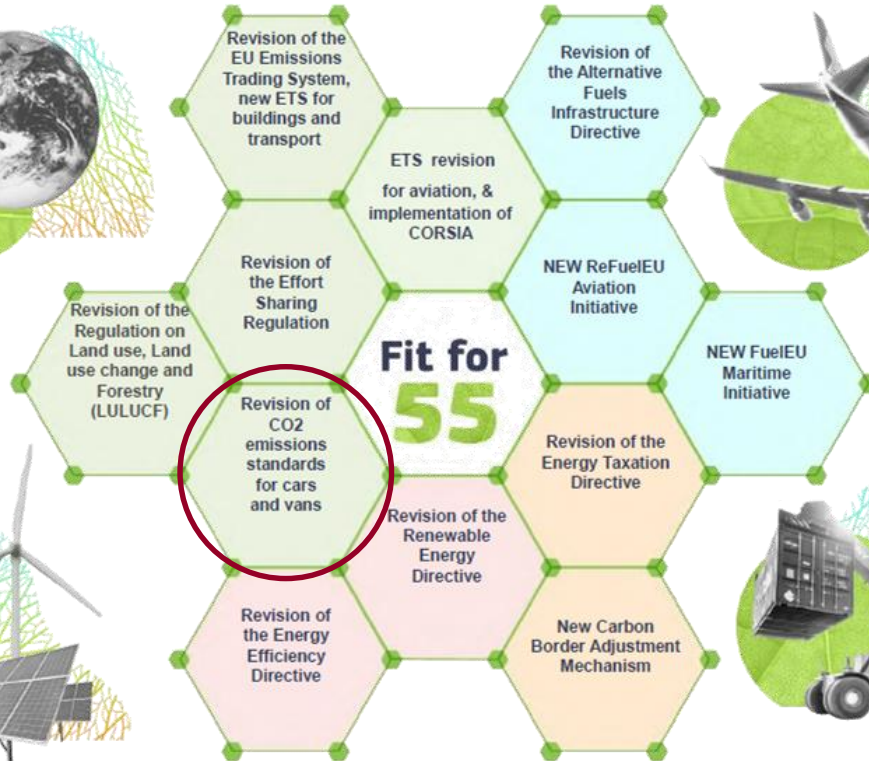 Revision of the
EU Emissions
Trading System,
new ETS for
buildings and
transport
Revision of
the Alternative
Fuels
Infrastructure
Directive
ETS revision
for aviation, &
implementation of
CORSIA
Revision of
the Effort
Sharing
Regulation
NEW ReFuelEU
Aviation
Initiative
Revision of the
Regulation on
Land use, Land
use change and
Forestry
(LULUCF)
Fit for
55
NEW FuelEU
Maritime
Initiative
Revision of
CO2
emissions
standards
for cars
and vans
Revision of the
Energy Taxation
Directive
Revision of the
Renewable
Energy
Directive
Revision of
the Energy
Efficiency
Directive
New Carbon
Border Adjustment
Mechanism